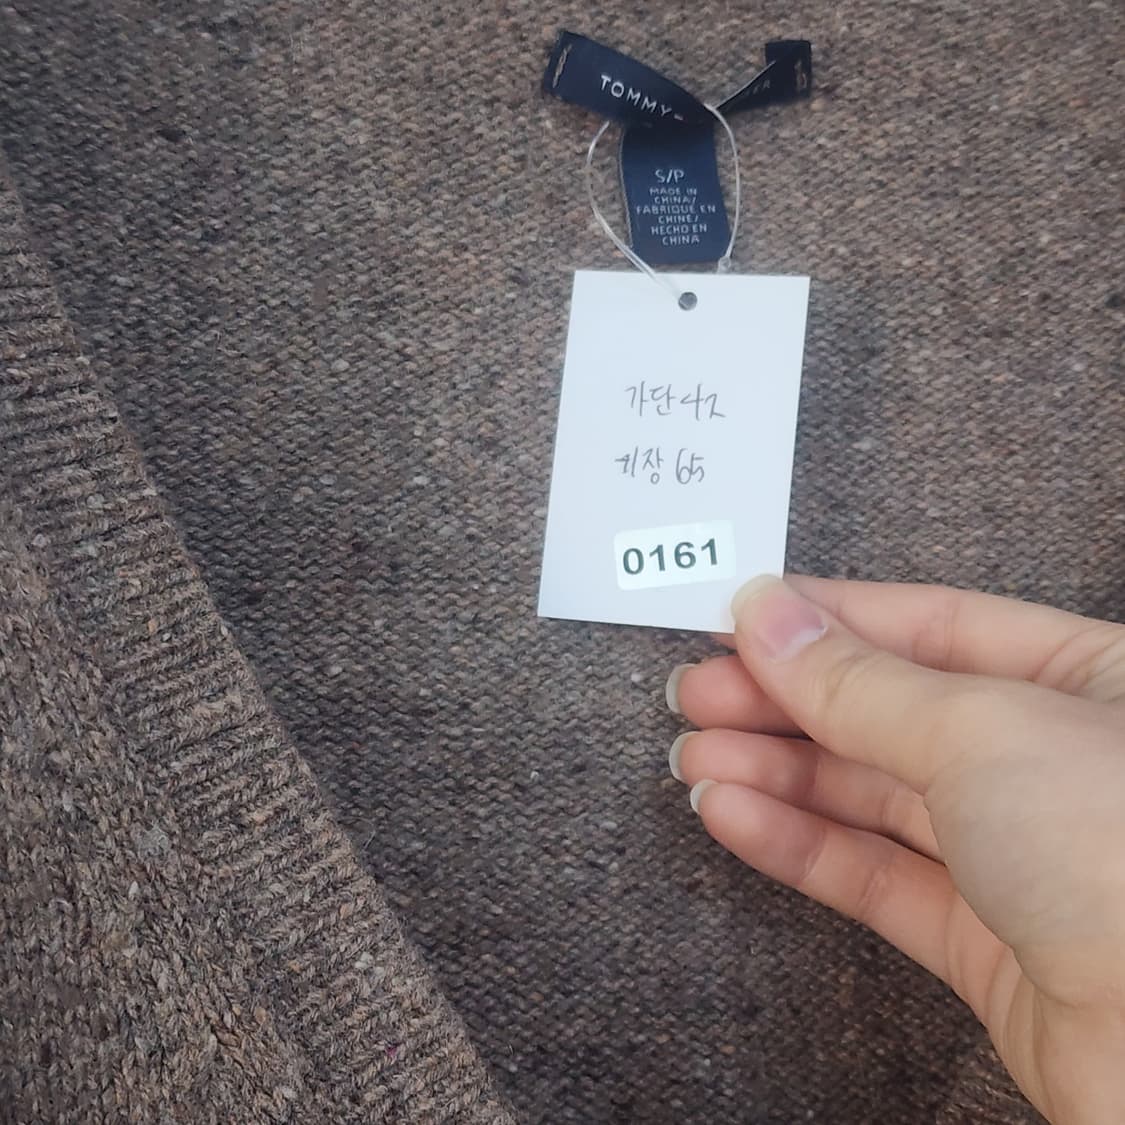 TOMMY
S/P
MADE IN
CHINA/
FABRIQUÉ EN
CHINE/
HECHO EN
CHINA
가단 42
기장 65
0161